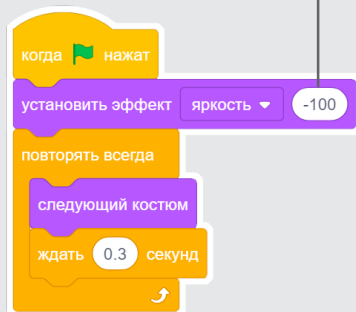 когда нажат
установить эффект яркость -100
повторять всегда
следующий костюм
ждать 0.3 секунд